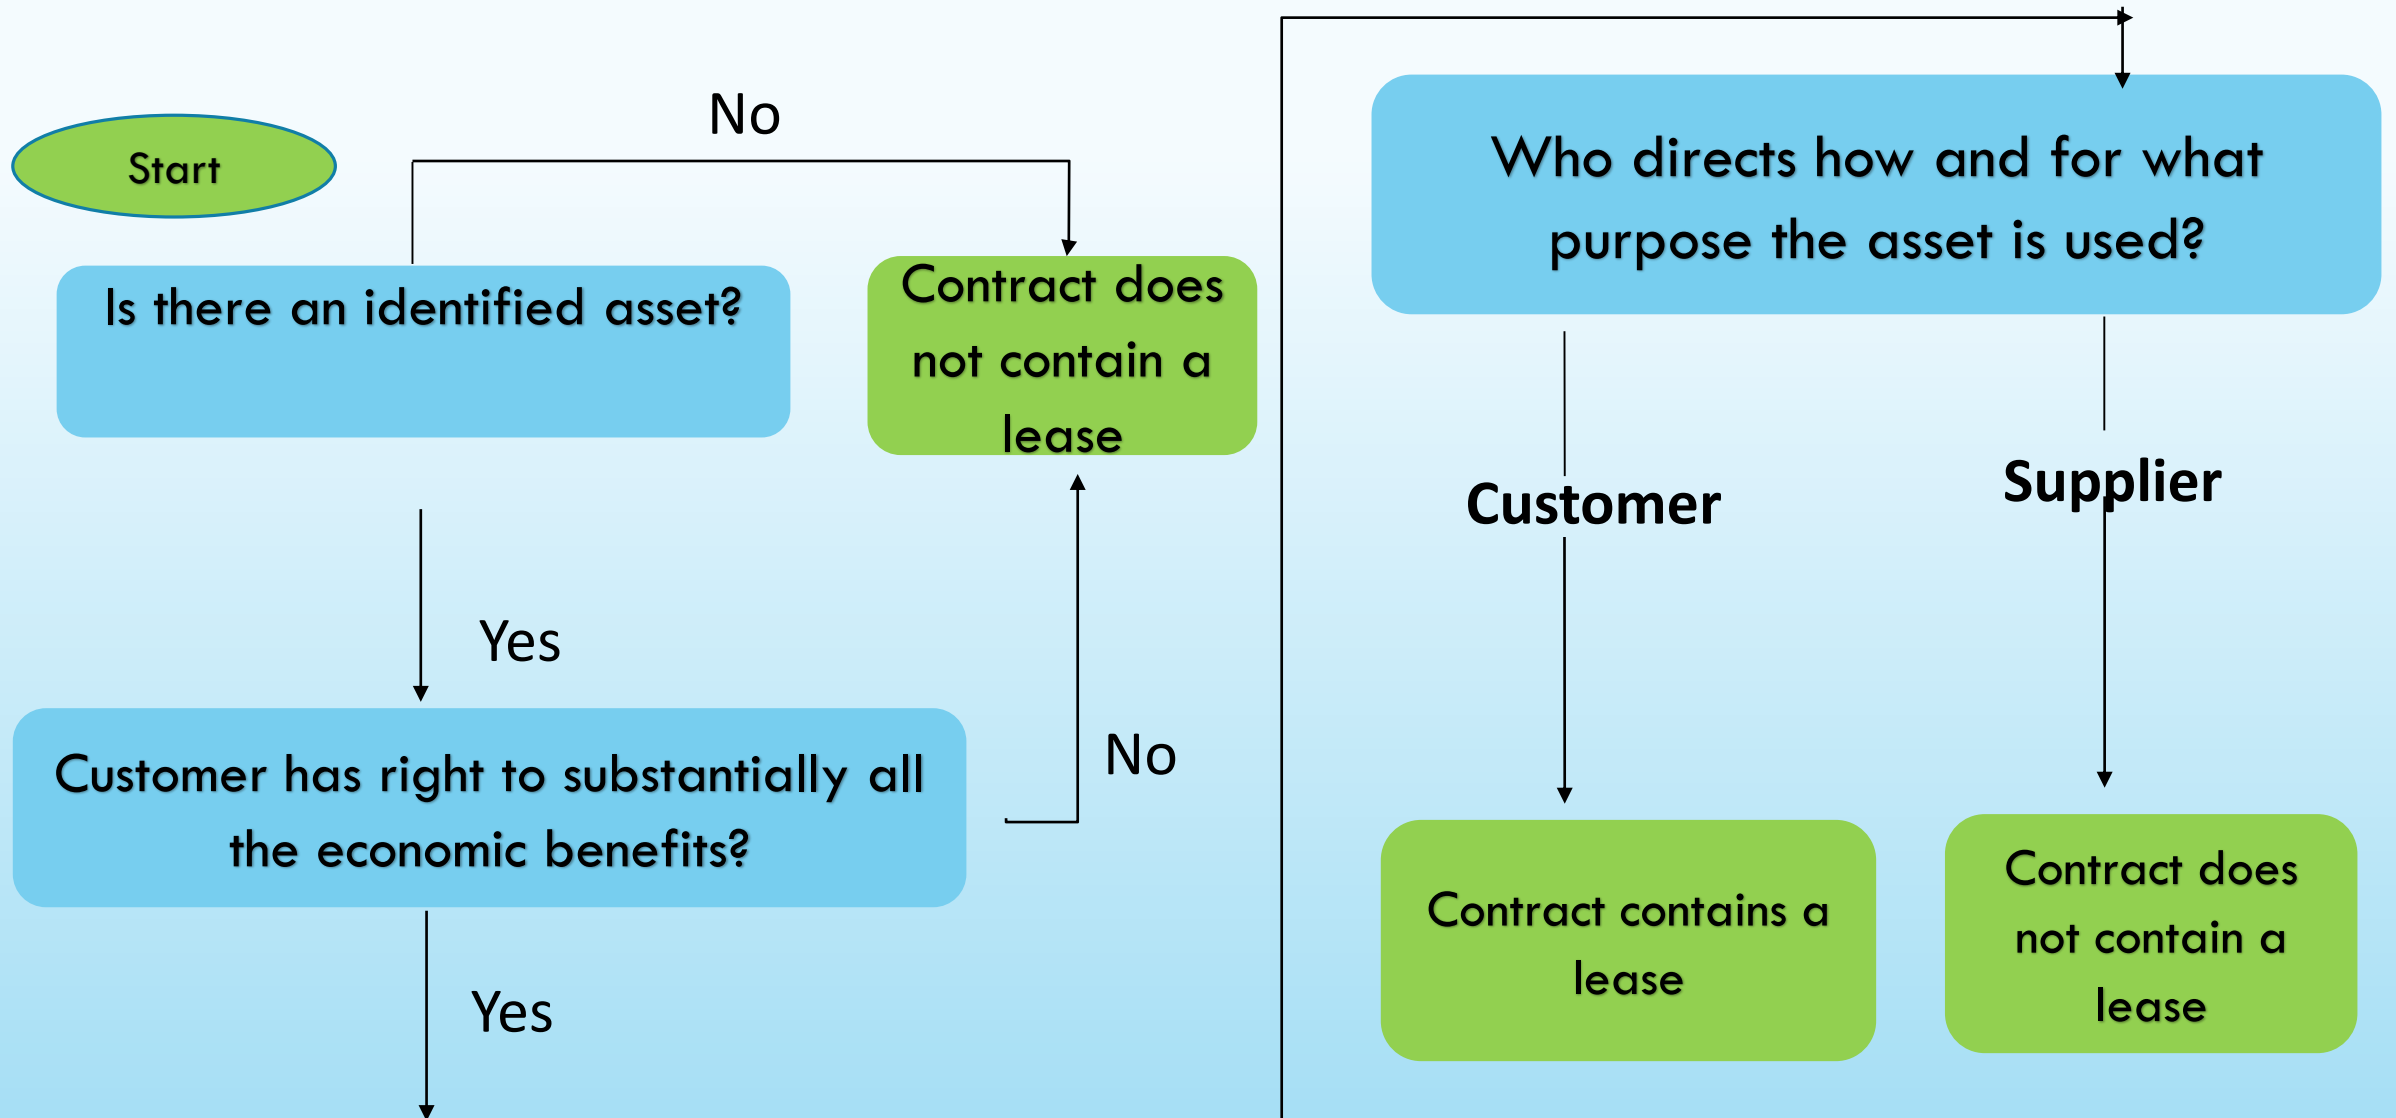 Start
No
Is there an identified asset?
Contract does
not contain a
lease
Yes
Customer has right to substantially all
the economic benefits?
No
Yes
Who directs how and for what
purpose the asset is used?
Customer
Supplier
Contract contains a
lease
Contract does
not contain a
lease